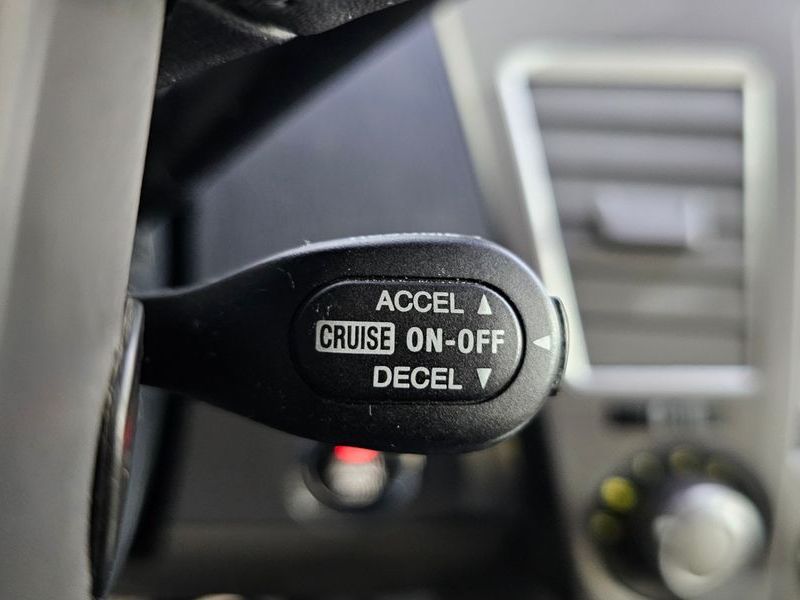 ACCEL ▲
CRUISE ON-OFF ◀
DECEL ▼